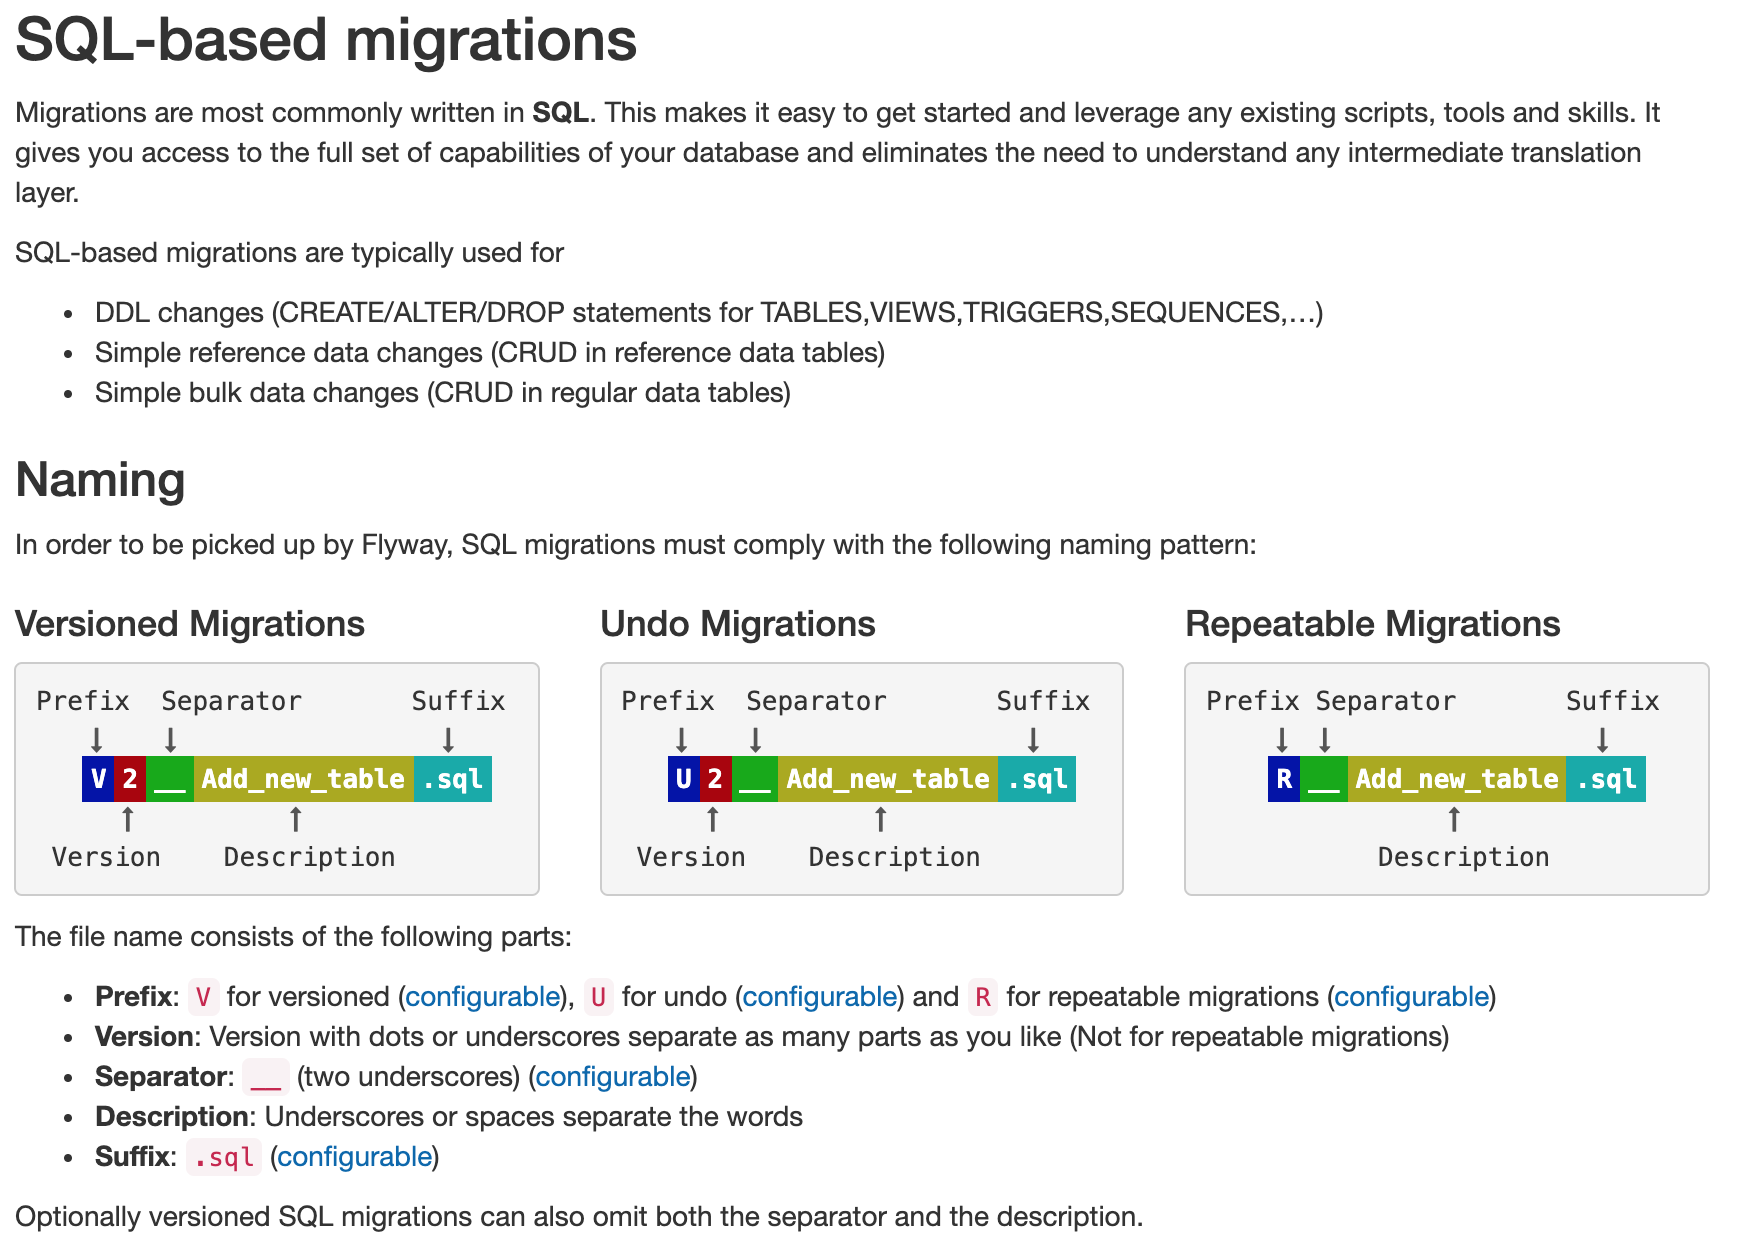 SQL-based migrations
Migrations are most commonly written in SQL. This makes it easy to get started and leverage any existing scripts, tools and skills. It
gives you access to the full set of capabilities of your database and eliminates the need to understand any intermediate translation
layer.
SQL-based migrations are typically used for
• DDL changes (CREATE/ALTER/DROP statements for TABLES,VIEWS,TRIGGERS,SEQUENCES,…)
• Simple reference data changes (CRUD in reference data tables)
• Simple bulk data changes (CRUD in regular data tables)
Naming
In order to be picked up by Flyway, SQL migrations must comply with the following naming pattern:
Versioned Migrations
Prefix Separator Suffix
V2__Add_new_table.sql
Version Description
Undo Migrations
Prefix Separator Suffix
U2__Add_new_table.sql
Version Description
Repeatable Migrations
Prefix Separator Suffix
R__Add_new_table.sql
Description
The file name consists of the following parts:
• Prefix: V for versioned (configurable), U for undo (configurable) and R for repeatable migrations (configurable)
• Version: Version with dots or underscores separate as many parts as you like (Not for repeatable migrations)
• Separator: __ (two underscores) (configurable)
• Description: Underscores or spaces separate the words
• Suffix: .sql (configurable)
Optionally versioned SQL migrations can also omit both the separator and the description.